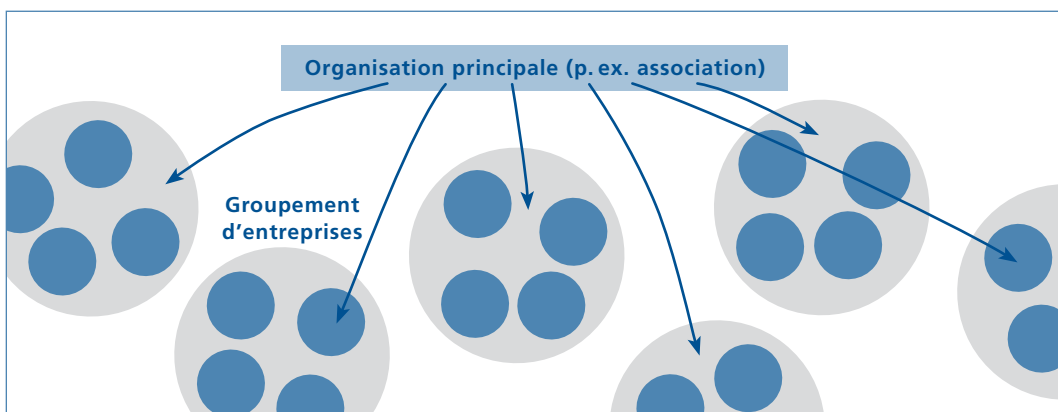 Organisation principale (p. ex. association)
Groupement
d’entreprises